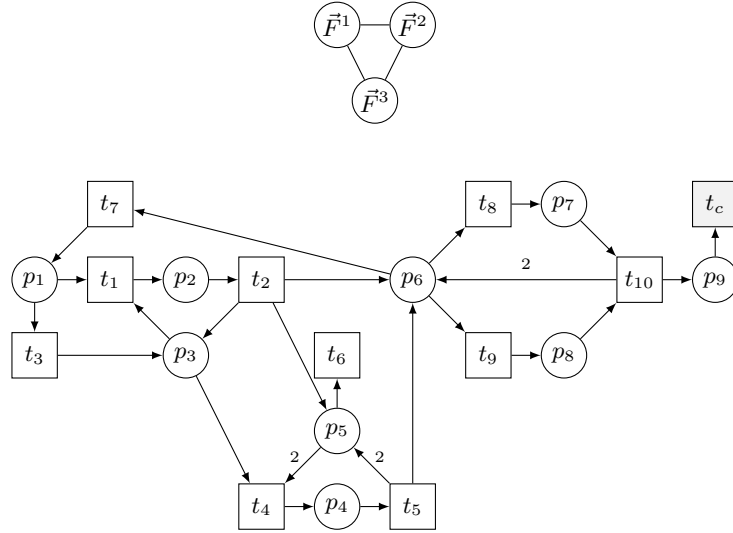 F⃗¹ F⃗²
F⃗³
t₇ t₈ p₇ t_c
p₁ t₁ p₂ t₂ p₆ 2 t₁₀ p₉
t₃ p₃ t₆ t₉ p₈
p₅
2 2
t₄ p₄ t₅